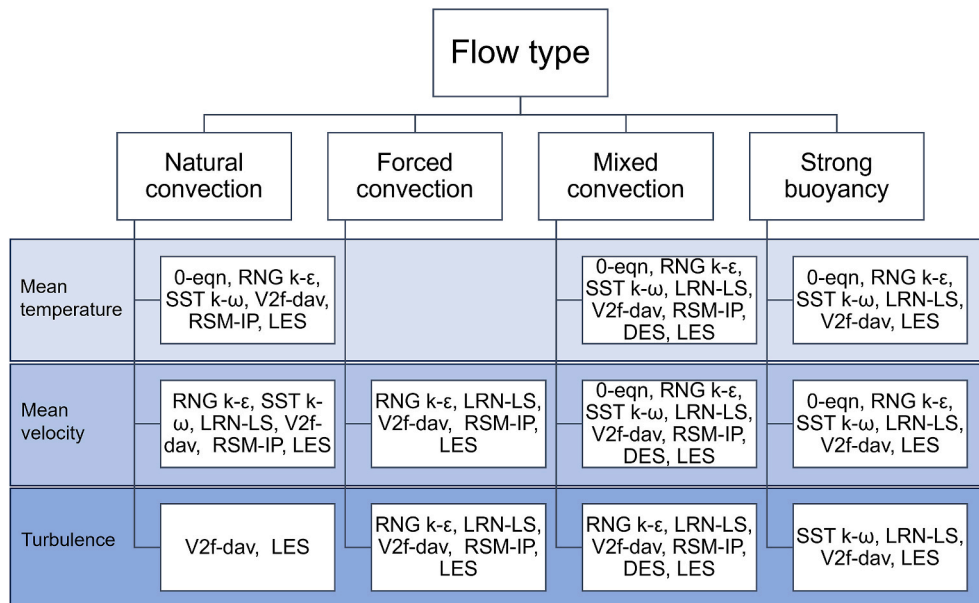 Flow type
Natural
convection
Forced
convection
Mixed
convection
Strong
buoyancy
Mean
temperature
0-eqn, RNG k-ε,
SST k-ω, V2f-dav,
RSM-IP, LES
0-eqn, RNG k-ε,
SST k-ω, LRN-LS,
V2f-dav, RSM-IP,
DES, LES
0-eqn, RNG k-ε,
SST k-ω, LRN-LS,
V2f-dav, LES
Mean
velocity
RNG k-ε, SST k-
ω, LRN-LS, V2f-
dav, RSM-IP, LES
RNG k-ε, LRN-LS,
V2f-dav, RSM-IP,
LES
0-eqn, RNG k-ε,
SST k-ω, LRN-LS,
V2f-dav, RSM-IP,
DES, LES
0-eqn, RNG k-ε,
SST k-ω, LRN-LS,
V2f-dav, LES
Turbulence
V2f-dav, LES
RNG k-ε, LRN-LS,
V2f-dav, RSM-IP,
LES
RNG k-ε, LRN-LS,
V2f-dav, RSM-IP,
DES, LES
SST k-ω, LRN-LS,
V2f-dav, LES